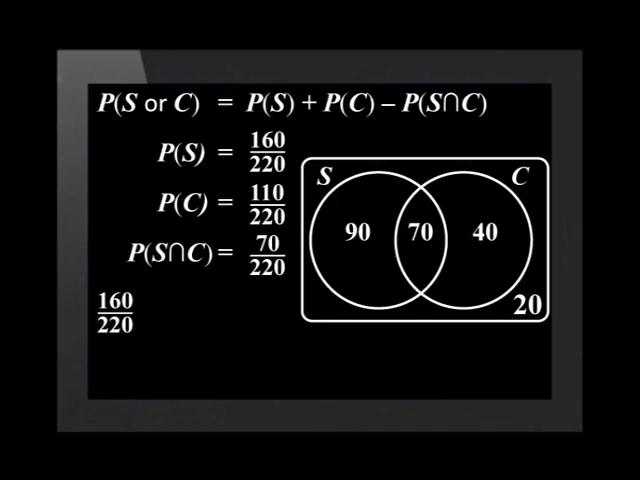 P(S or C) = P(S) + P(C) – P(S∩C)
P(S) = 160/220
P(C) = 110/220
P(S∩C) = 70/220
160/220
S C
90 70 40
20